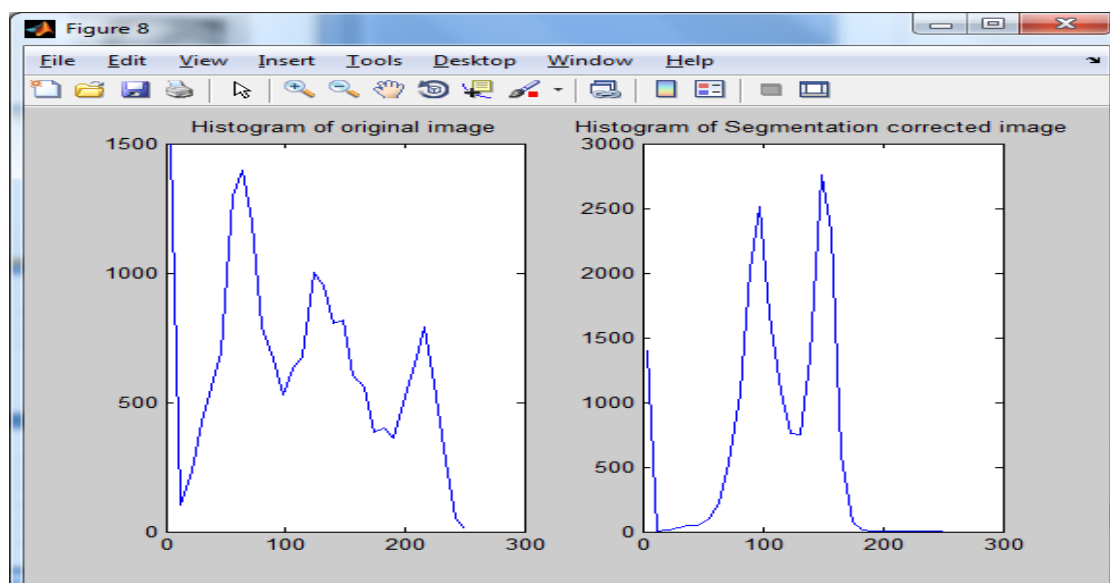 Figure 8
File Edit View Insert Tools Desktop Window Help
Histogram of original image
1500
1000
500
0
0 100 200 300
Histogram of Segmentation corrected image
3000
2500
2000
1500
1000
500
0
0 100 200 300